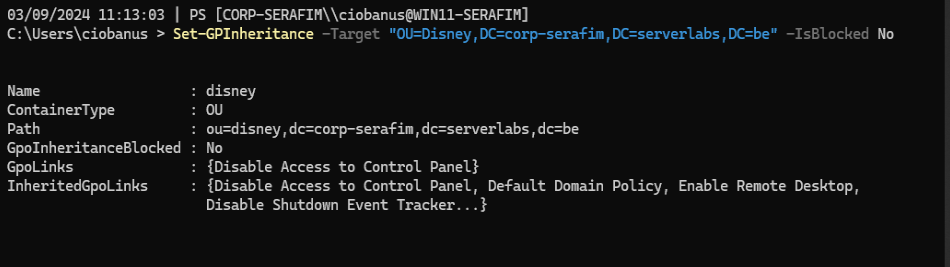 03/09/2024 11:13:03 | PS [CORP-SERAFIM\\ciobanus@WIN11-SERAFIM]
C:\Users\ciobanus > Set-GPInheritance -Target "OU=Disney,DC=corp-serafim,DC=serverlabs,DC=be" -IsBlocked No
Name : disney
ContainerType : OU
Path : ou=disney,dc=corp-serafim,dc=serverlabs,dc=be
GpoInheritanceBlocked : No
GpoLinks : {Disable Access to Control Panel}
InheritedGpoLinks : {Disable Access to Control Panel, Default Domain Policy, Enable Remote Desktop,
Disable Shutdown Event Tracker...}